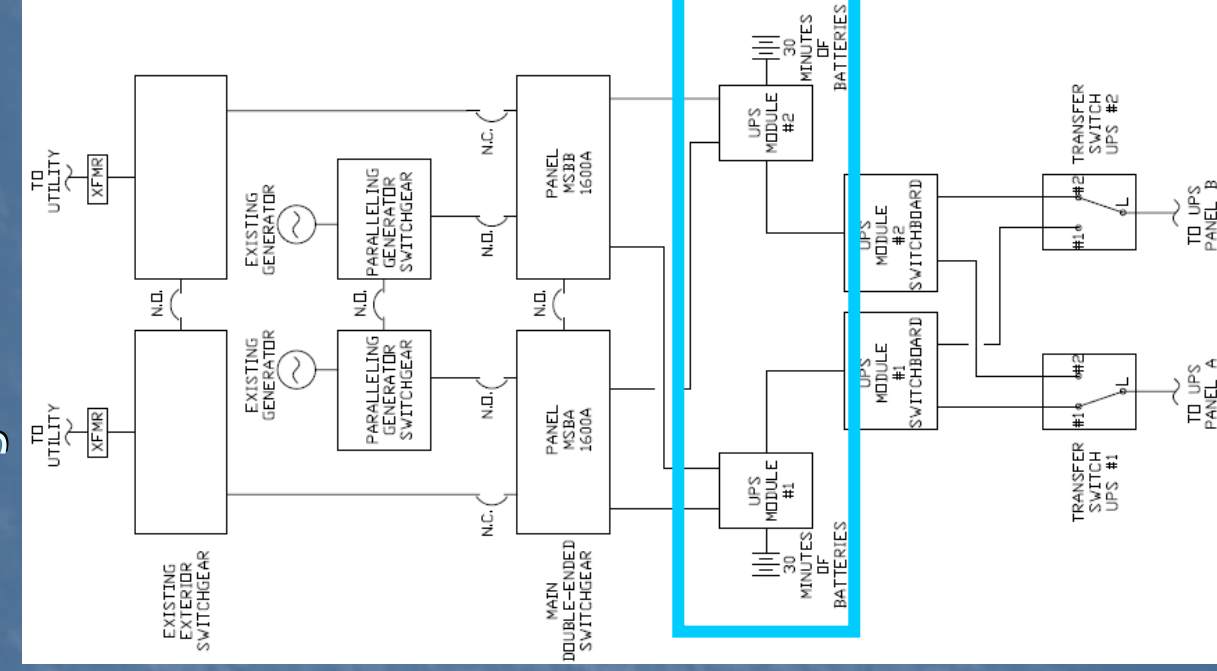 TO
UTILITY
XFMR
TO
UTILITY
XFMR
EXISTING
EXTERIOR
SWITCHGEAR
N.O.
EXISTING
GENERATOR
EXISTING
GENERATOR
PARALLELING
GENERATOR
SWITCHGEAR
N.O.
PARALLELING
GENERATOR
SWITCHGEAR
N.C.
N.O.
N.O.
N.C.
MAIN
DOUBLE-ENDED
SWITCHGEAR
PANEL
MSBA
1600A
N.O.
PANEL
MSBB
1600A
30
MINUTES
OF
BATTERIES
UPS
MODULE
#1
UPS
MODULE
#2
30
MINUTES
OF
BATTERIES
UPS
MODULE
#1
SWITCHBOARD
UPS
MODULE
#2
SWITCHBOARD
TRANSFER
SWITCH
UPS #1
#1
#2
L
#1
#2
L
TRANSFER
SWITCH
UPS #2
TO UPS
PANEL A
TO UPS
PANEL B